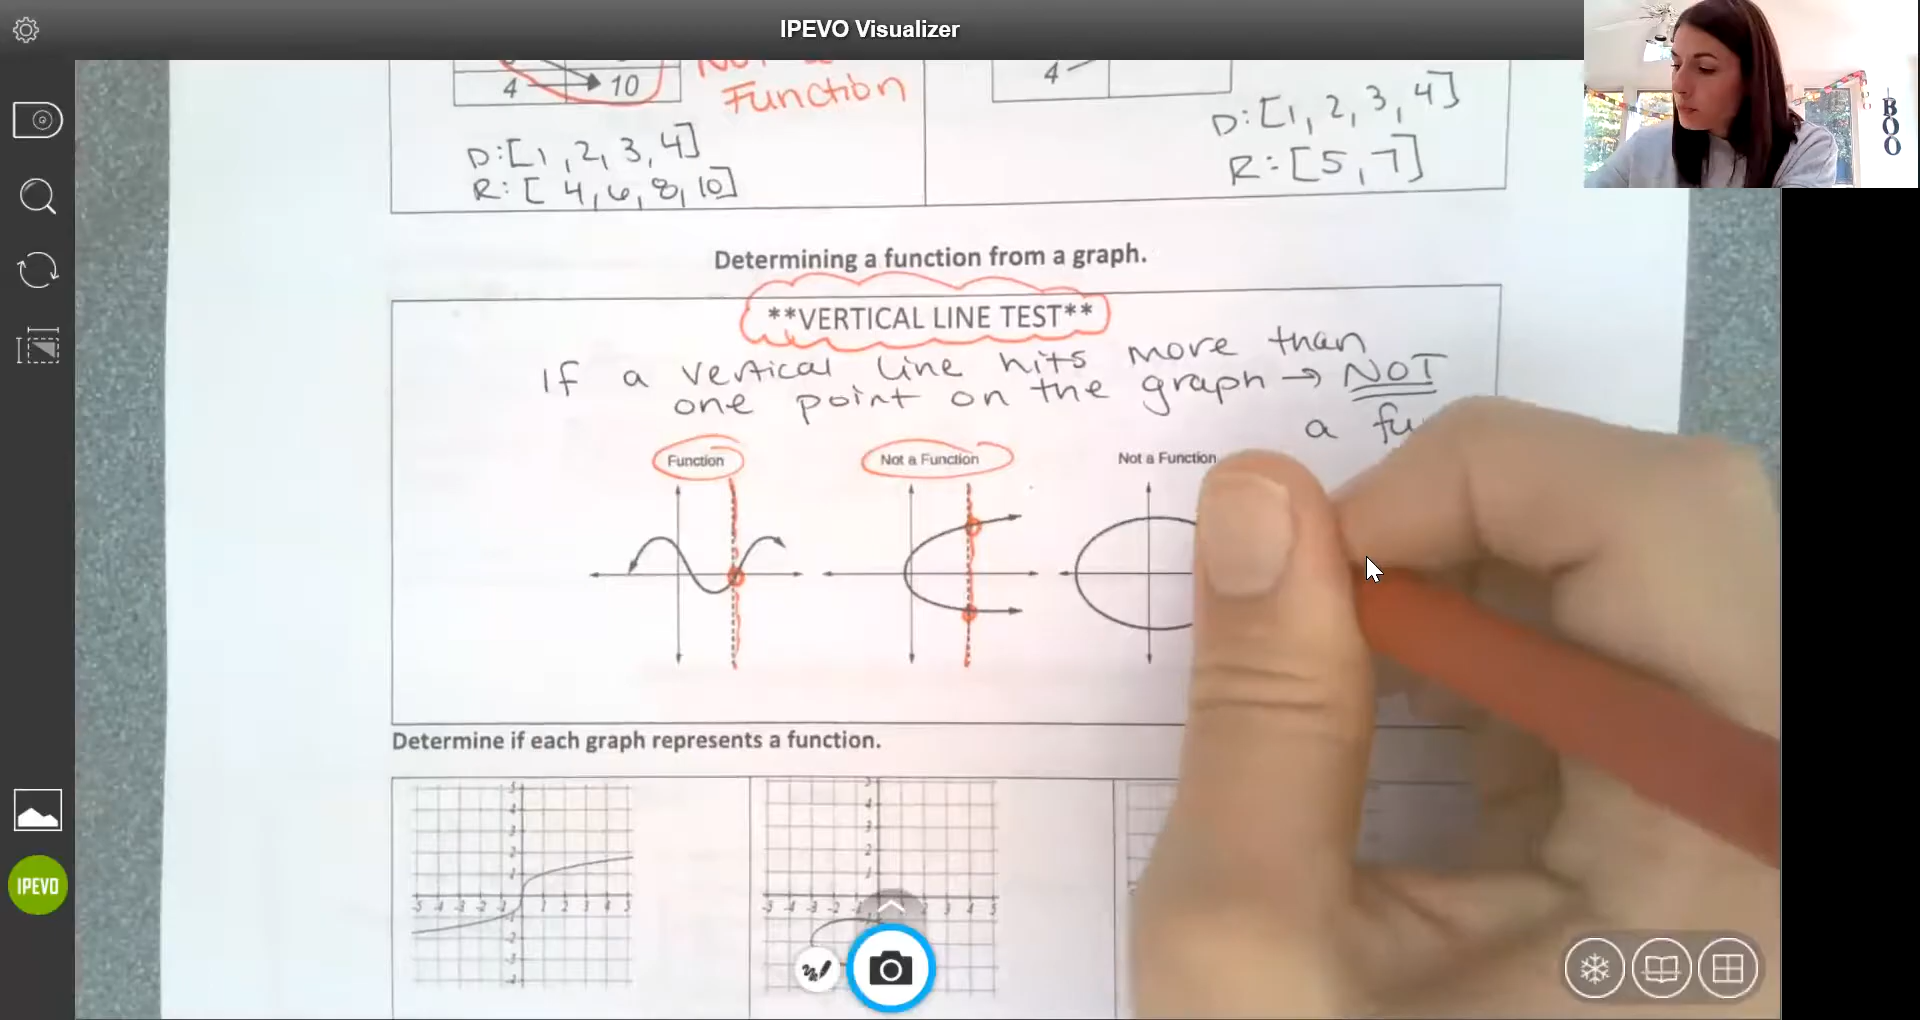 IPEVO Visualizer
BOO
4 10
Function
4
D:[1, 2, 3, 4]
R:[4, 6, 8, 10]
D:[1, 2, 3, 4]
R:[5, 7]
Determining a function from a graph.
**VERTICAL LINE TEST**
If a vertical line hits more than
one point on the graph → NOT
a fu
Function
Not a Function
Not a Function
Determine if each graph represents a function.
IPEVO